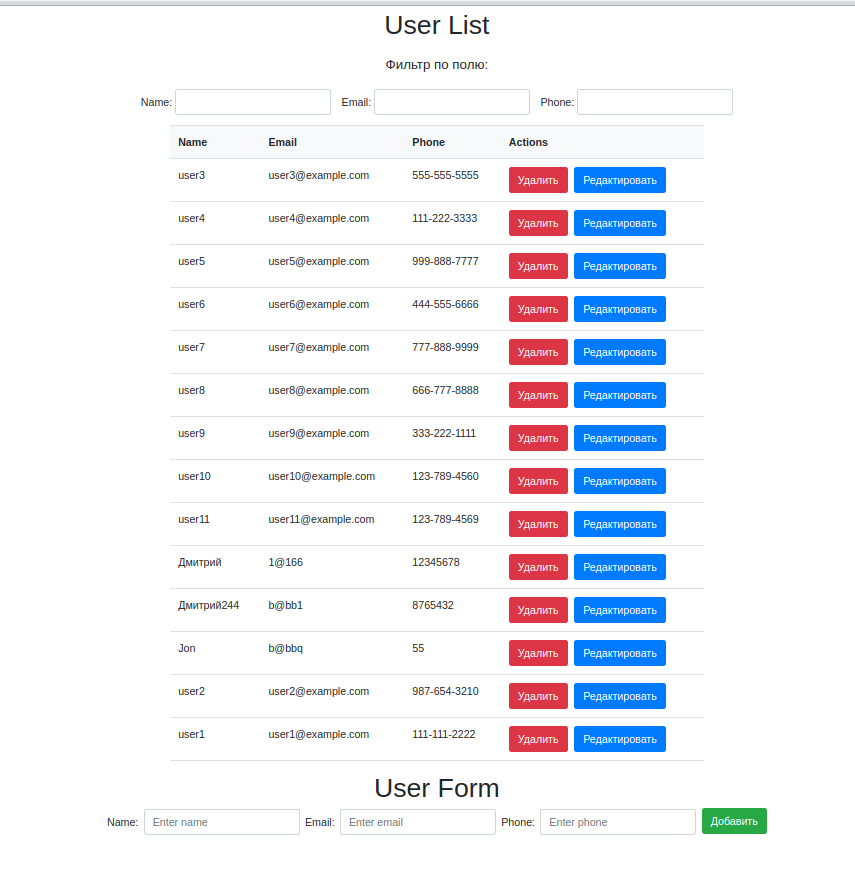 User List
Фильтр по полю:
Name: Email: Phone:
Name Email Phone Actions
user3 user3@example.com 555-555-5555 Удалить Редактировать
user4 user4@example.com 111-222-3333 Удалить Редактировать
user5 user5@example.com 999-888-7777 Удалить Редактировать
user6 user6@example.com 444-555-6666 Удалить Редактировать
user7 user7@example.com 777-888-9999 Удалить Редактировать
user8 user8@example.com 666-777-8888 Удалить Редактировать
user9 user9@example.com 333-222-1111 Удалить Редактировать
user10 user10@example.com 123-789-4560 Удалить Редактировать
user11 user11@example.com 123-789-4569 Удалить Редактировать
Дмитрий 1@166 12345678 Удалить Редактировать
Дмитрий244 b@bb1 8765432 Удалить Редактировать
Jon b@bbq 55 Удалить Редактировать
user2 user2@example.com 987-654-3210 Удалить Редактировать
user1 user1@example.com 111-111-2222 Удалить Редактировать
User Form
Name: Enter name Email: Enter email Phone: Enter phone Добавить